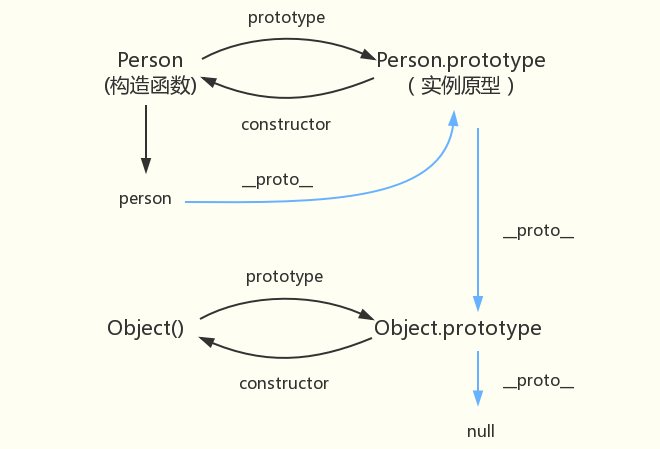 prototype
Person
(构造函数)
Person.prototype
( 实例原型 )
constructor
__proto__
person
__proto__
prototype
Object()
Object.prototype
constructor
__proto__
null